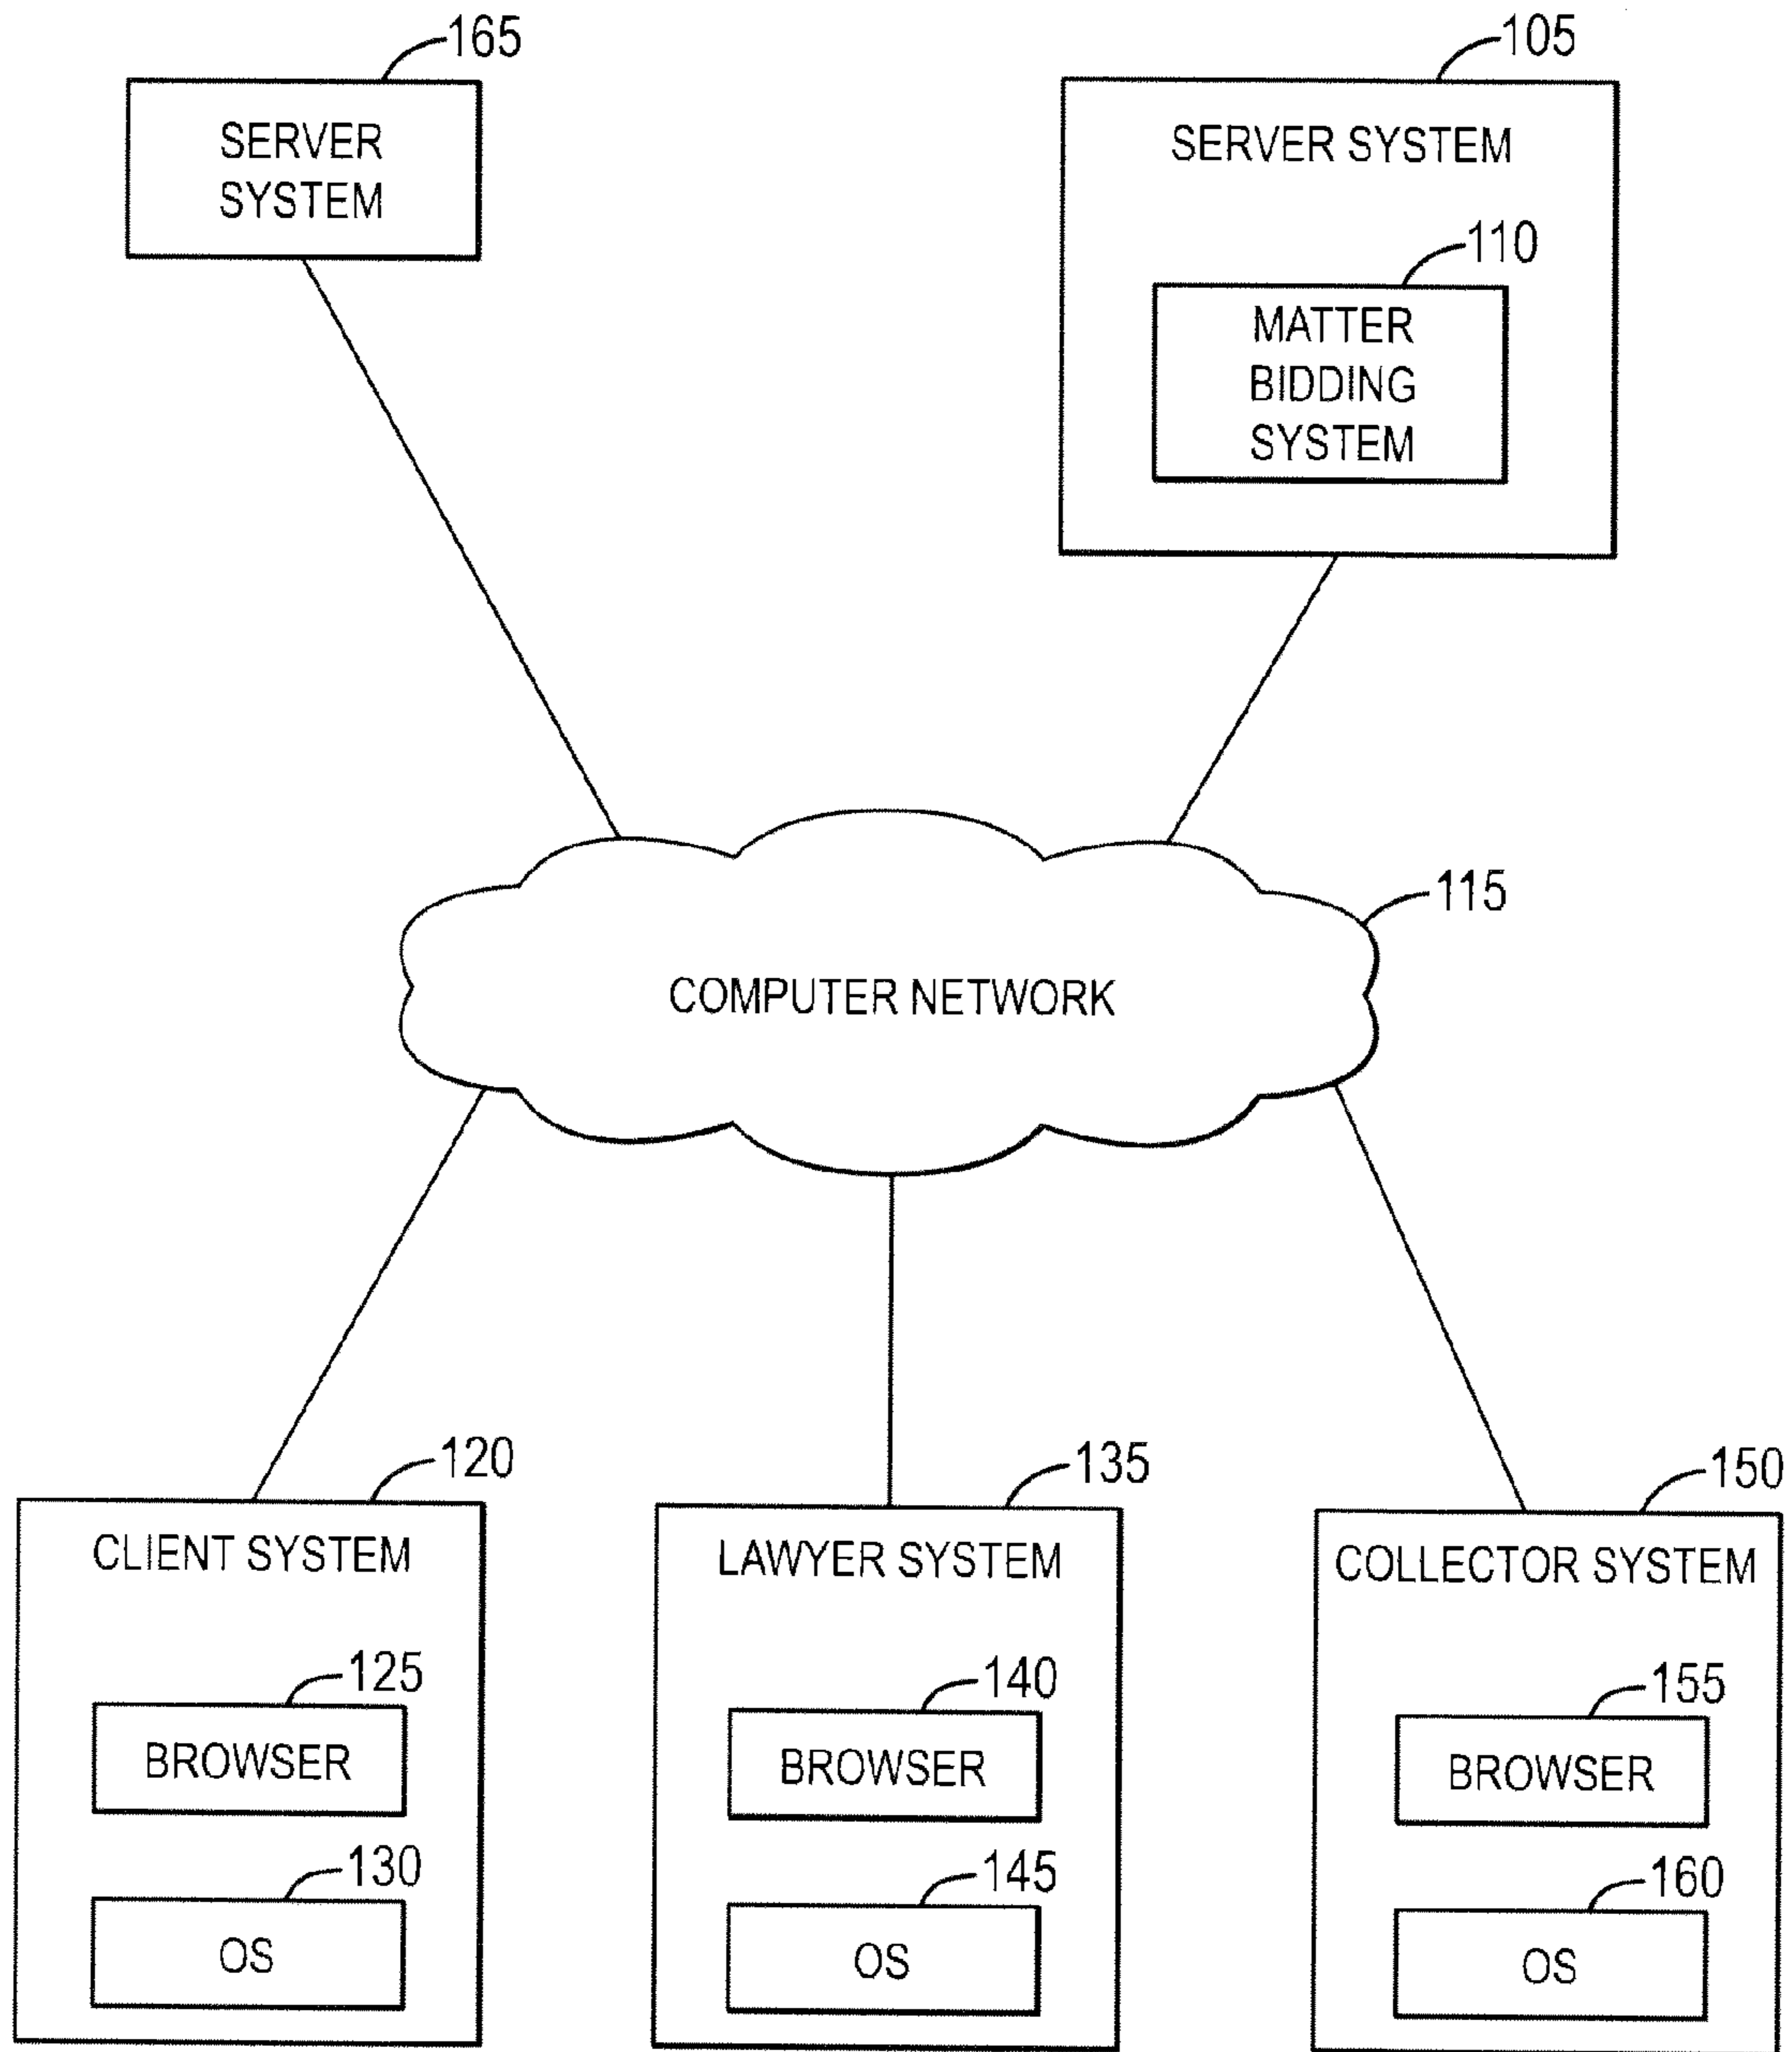 165
SERVER
SYSTEM
105
SERVER SYSTEM
110
MATTER
BIDDING
SYSTEM
115
COMPUTER NETWORK
120
CLIENT SYSTEM
125
BROWSER
130
OS
135
LAWYER SYSTEM
140
BROWSER
145
OS
150
COLLECTOR SYSTEM
155
BROWSER
160
OS